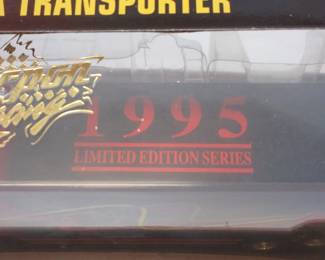 TRANSPORTER
1995
LIMITED EDITION SERIES